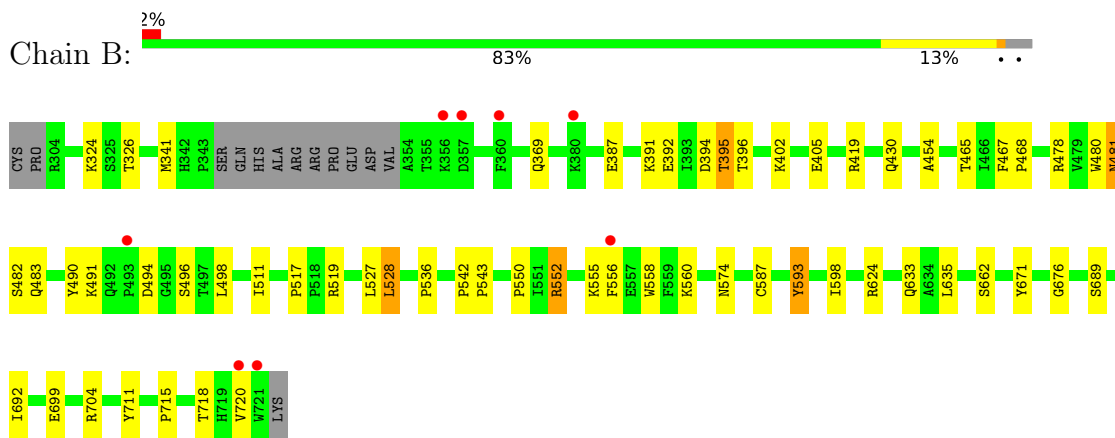 2%
Chain B:
83% 13% • •
CYS PRO R304 K324 S325 T326 M341 H342 P343 SER GLN HIS ALA ARG ARG PRO GLU ASP VAL A354 T355 K356 D357 F360 Q369 K380 E387 K391 E392 I393 D394 T395 T396 K402 E405 R419 Q430 A454 T465 I466 F467 P468 R478 V479 W480 N481
S482 Q483 Y490 K491 Q492 P493 D494 G495 S496 T497 L498 I511 P517 P518 R519 L527 L528 P536 P542 P543 P550 I551 R552 K555 F556 E557 W558 F559 K560 N574 C587 Y593 I598 R624 Q633 A634 L635 S662 Y671 G676 S689
I692 E699 R704 Y711 P715 T718 H719 V720 W721 LYS